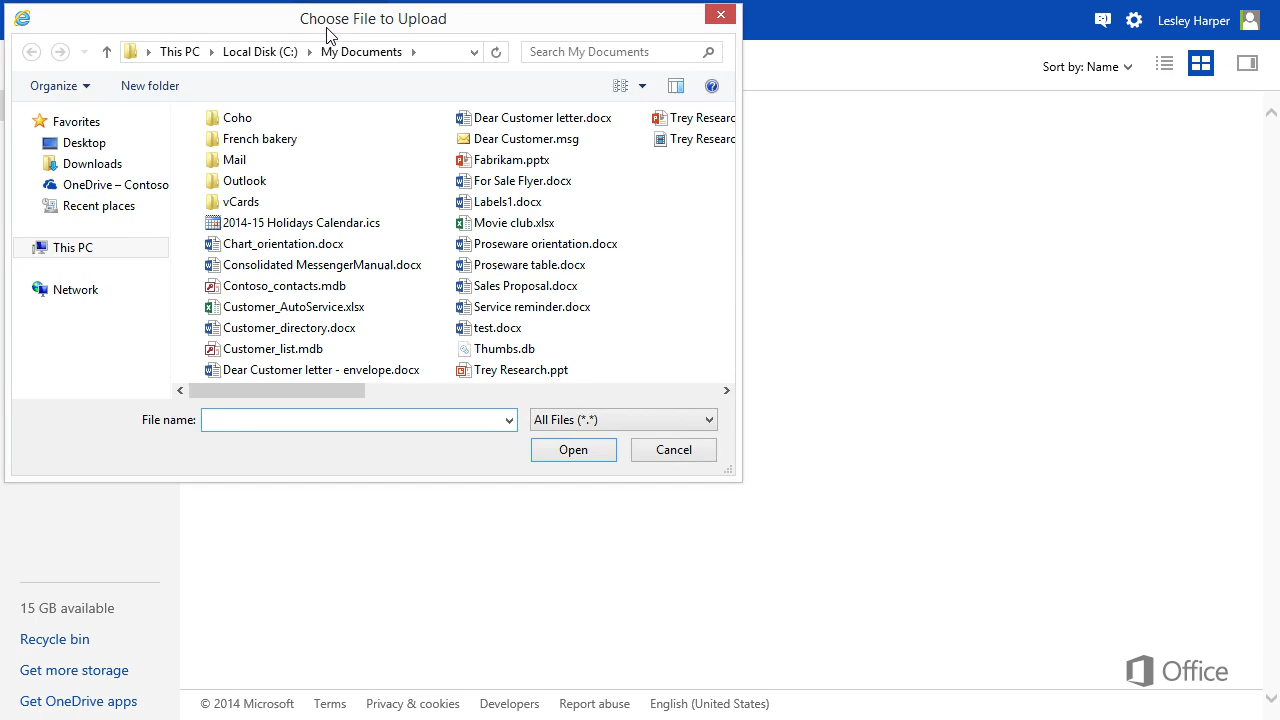 Choose File to Upload
Lesley Harper
This PC
Local Disk (C:)
My Documents
Search My Documents
Sort by: Name
Organize
New folder
Favorites
Desktop
Downloads
OneDrive – Contoso
Recent places
This PC
Network
Coho
French bakery
Mail
Outlook
vCards
2014-15 Holidays Calendar.ics
Chart_orientation.docx
Consolidated MessengerManual.docx
Contoso_contacts.mdb
Customer_AutoService.xlsx
Customer_directory.docx
Customer_list.mdb
Dear Customer letter - envelope.docx
Dear Customer letter.docx
Dear Customer.msg
Fabrikam.pptx
For Sale Flyer.docx
Labels1.docx
Movie club.xlsx
Proseware orientation.docx
Proseware table.docx
Sales Proposal.docx
Service reminder.docx
test.docx
Thumbs.db
Trey Research.ppt
Trey Researc
Trey Researc
File name:
All Files (*.*)
Open
Cancel
15 GB available
Recycle bin
Get more storage
Get OneDrive apps
Office
© 2014 Microsoft
Terms
Privacy & cookies
Developers
Report abuse
English (United States)